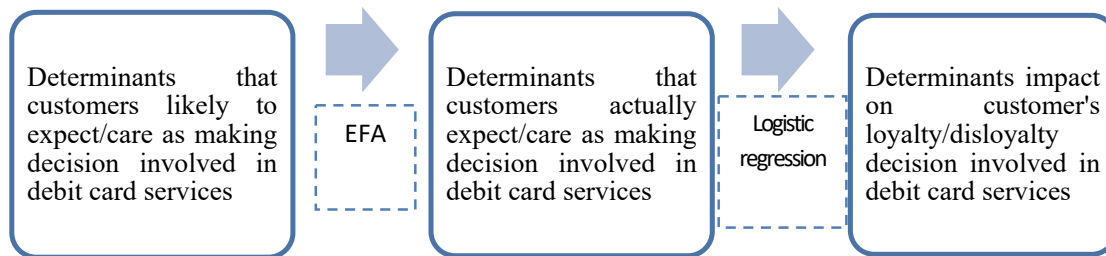 Determinants that
customers likely to
expect/care as making
decision involved in
debit card services
EFA
Determinants that
customers actually
expect/care as making
decision involved in
debit card services
Logistic
regression
Determinants impact
on customer's
loyalty/disloyalty
decision involved in
debit card services